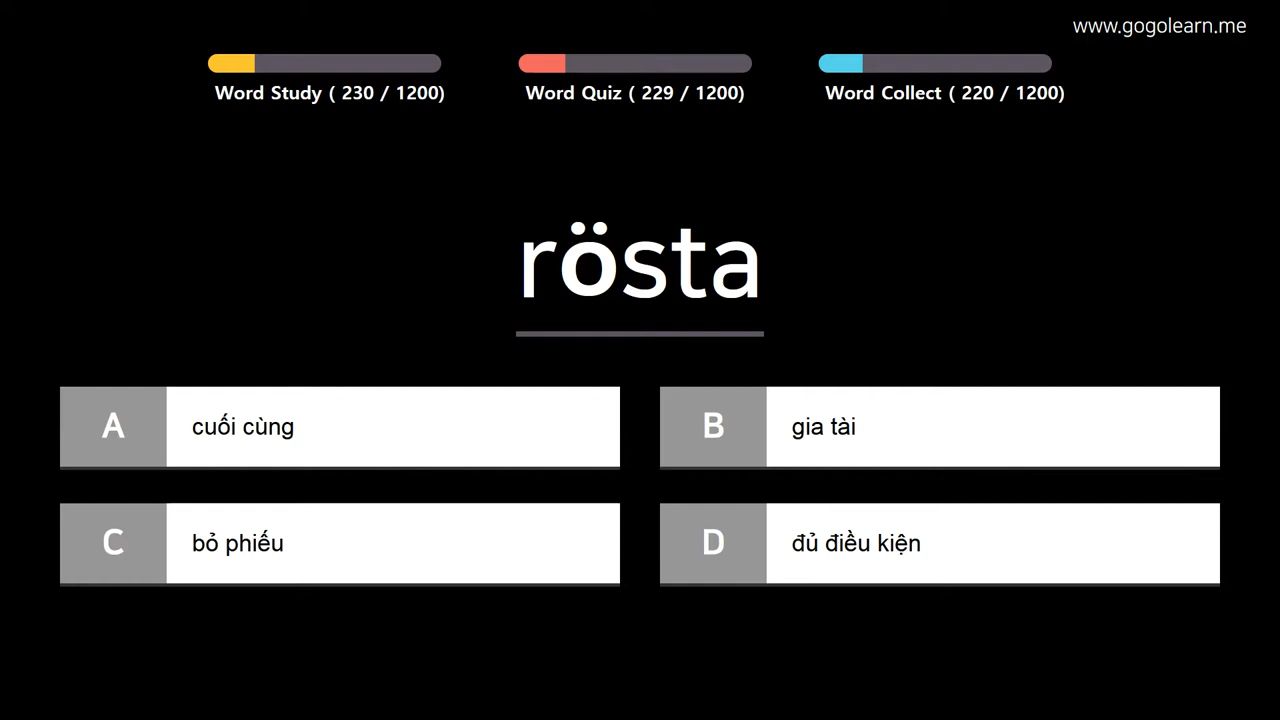 www.gogolearn.me
Word Study ( 230 / 1200)
Word Quiz ( 229 / 1200)
Word Collect ( 220 / 1200)
rösta
A cuối cùng
B gia tài
C bỏ phiếu
D đủ điều kiện